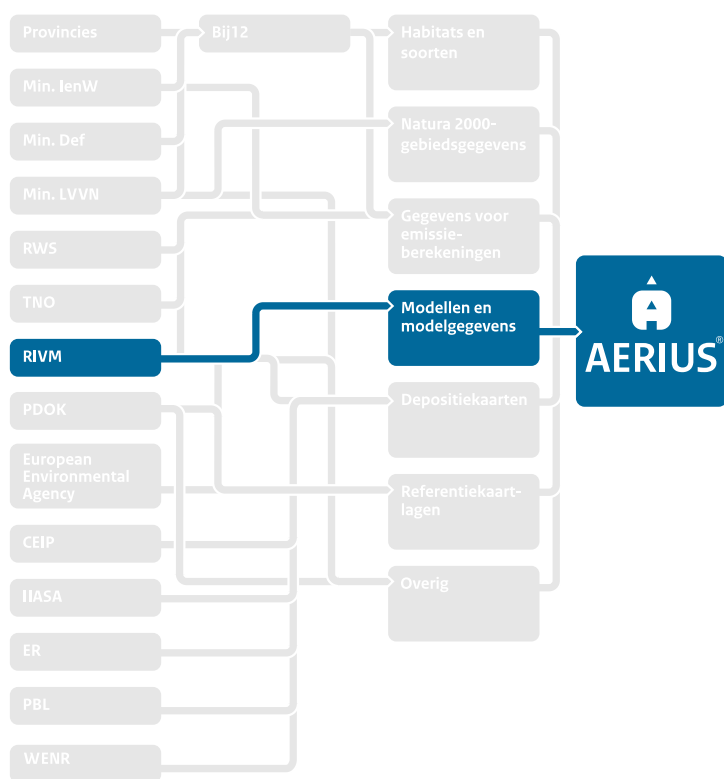 Provincies
Min. IenW
Min. Def
Min. LVVN
RWS
TNO
RIVM
PDOK
European
Environmental
Agency
CEIP
IIASA
ER
PBL
WENR
Bij12
Habitats en
soorten
Natura 2000-
gebiedsgegevens
Gegevens voor
emissie-
berekeningen
Modellen en
modelgegevens
Depositiekaarten
Referentiekaart-
lagen
Overig
AERIUS®